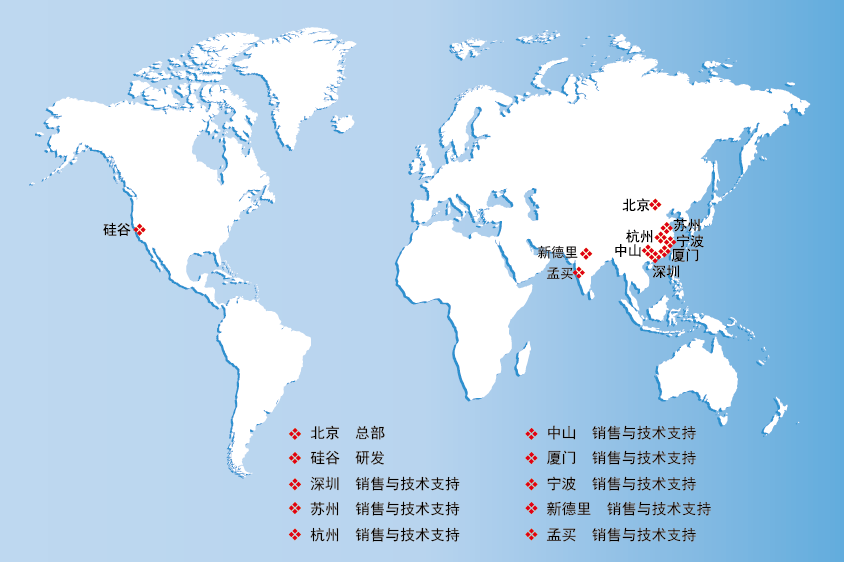 北京
苏州
硅谷
杭州
宁波
中山
新德里
厦门
孟买
深圳
北京 总部
硅谷 研发
深圳 销售与技术支持
苏州 销售与技术支持
杭州 销售与技术支持
中山 销售与技术支持
厦门 销售与技术支持
宁波 销售与技术支持
新德里 销售与技术支持
孟买 销售与技术支持